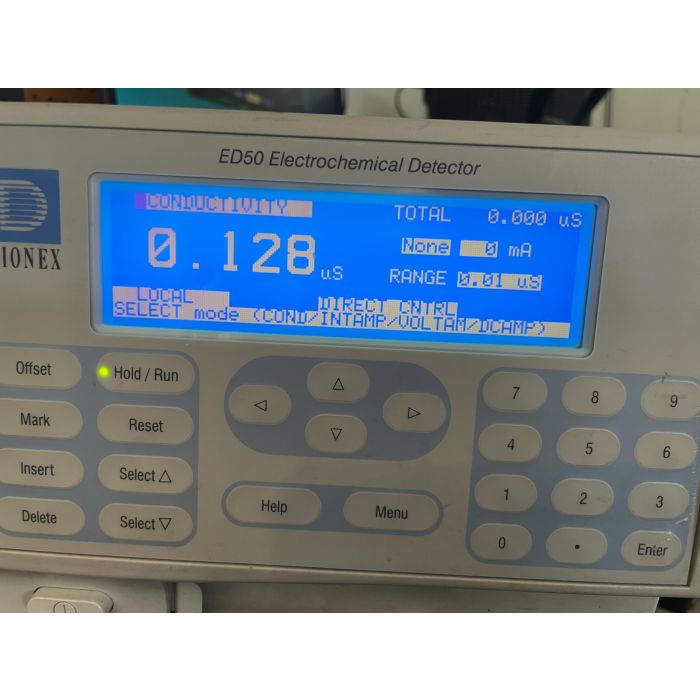 ED50 Electrochemical Detector
IONEX
CONDUCTIVITY
TOTAL 0.000 uS
0.128 uS
None 0 mA
RANGE 0.01 uS
LOCAL
DIRECT CNTRL
SELECT mode (COND/INTAMP/VOLTAM/DCAMP)
Offset
Hold / Run
Mark
Reset
Insert
Select △
Delete
Select ▽
◁ △ ▽ ▷
Help
Menu
7 8 9
4 5 6
1 2 3
0 • Enter